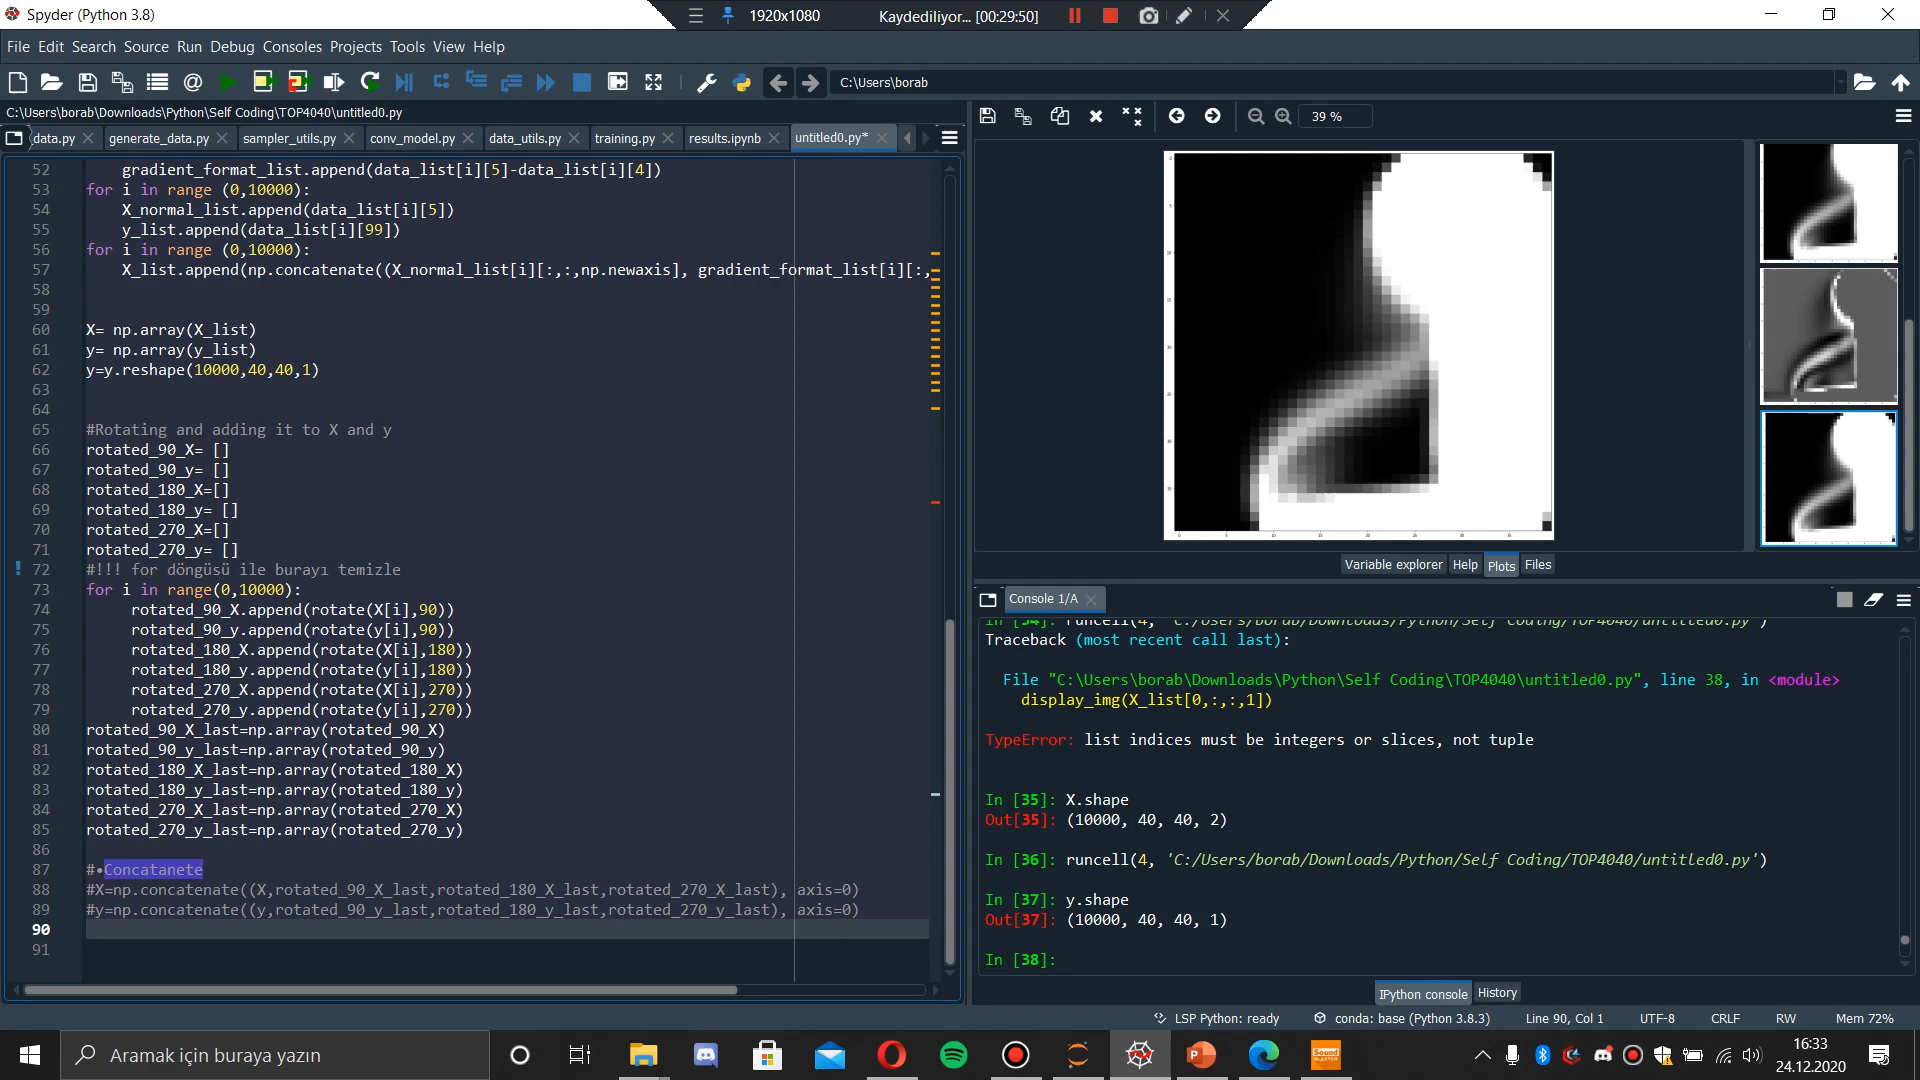 Spyder (Python 3.8)
1920x1080
Kaydediliyor... [00:29:50]
File Edit Search Source Run Debug Consoles Projects Tools View Help
C:\Users\borab
C:\Users\borab\Downloads\Python\Self Coding\TOP4040\untitled0.py
data.py
generate_data.py
sampler_utils.py
conv_model.py
data_utils.py
training.py
results.ipynb
untitled0.py*
52 gradient_format_list.append(data_list[i][5]-data_list[i][4])
53 for i in range (0,10000):
54 X_normal_list.append(data_list[i][5])
55 y_list.append(data_list[i][99])
56 for i in range (0,10000):
57 X_list.append(np.concatenate((X_normal_list[i][:,:,np.newaxis], gradient_format_list[i][:,
58
59
60 X= np.array(X_list)
61 y= np.array(y_list)
62 y=y.reshape(10000,40,40,1)
63
64
65 #Rotating and adding it to X and y
66 rotated_90_X= []
67 rotated_90_y= []
68 rotated_180_X=[]
69 rotated_180_y= []
70 rotated_270_X=[]
71 rotated_270_y= []
72 #!!! for döngüsü ile burayı temizle
73 for i in range(0,10000):
74 rotated_90_X.append(rotate(X[i],90))
75 rotated_90_y.append(rotate(y[i],90))
76 rotated_180_X.append(rotate(X[i],180))
77 rotated_180_y.append(rotate(y[i],180))
78 rotated_270_X.append(rotate(X[i],270))
79 rotated_270_y.append(rotate(y[i],270))
80 rotated_90_X_last=np.array(rotated_90_X)
81 rotated_90_y_last=np.array(rotated_90_y)
82 rotated_180_X_last=np.array(rotated_180_X)
83 rotated_180_y_last=np.array(rotated_180_y)
84 rotated_270_X_last=np.array(rotated_270_X)
85 rotated_270_y_last=np.array(rotated_270_y)
86
87 #•Concatanete
88 #X=np.concatenate((X,rotated_90_X_last,rotated_180_X_last,rotated_270_X_last), axis=0)
89 #y=np.concatenate((y,rotated_90_y_last,rotated_180_y_last,rotated_270_y_last), axis=0)
90
91
39 %
Variable explorer Help Plots Files
Console 1/A
In [34]: runcell(4, 'C:/Users/borab/Downloads/Python/Self Coding/TOP4040/untitled0.py')
Traceback (most recent call last):
File "C:\Users\borab\Downloads\Python\Self Coding\TOP4040\untitled0.py", line 38, in <module>
display_img(X_list[0,:,:,1])
TypeError: list indices must be integers or slices, not tuple
In [35]: X.shape
Out[35]: (10000, 40, 40, 2)
In [36]: runcell(4, 'C:/Users/borab/Downloads/Python/Self Coding/TOP4040/untitled0.py')
In [37]: y.shape
Out[37]: (10000, 40, 40, 1)
In [38]:
IPython console History
LSP Python: ready
conda: base (Python 3.8.3)
Line 90, Col 1
UTF-8
CRLF
RW
Mem 72%
Aramak için buraya yazın
16:33
24.12.2020